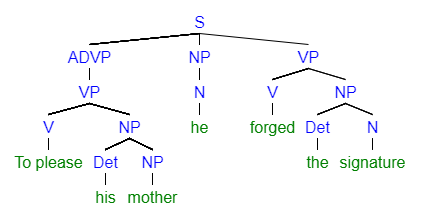 S
ADVP NP VP
VP N V NP
V NP he forged Det N
To please Det NP the signature
his mother